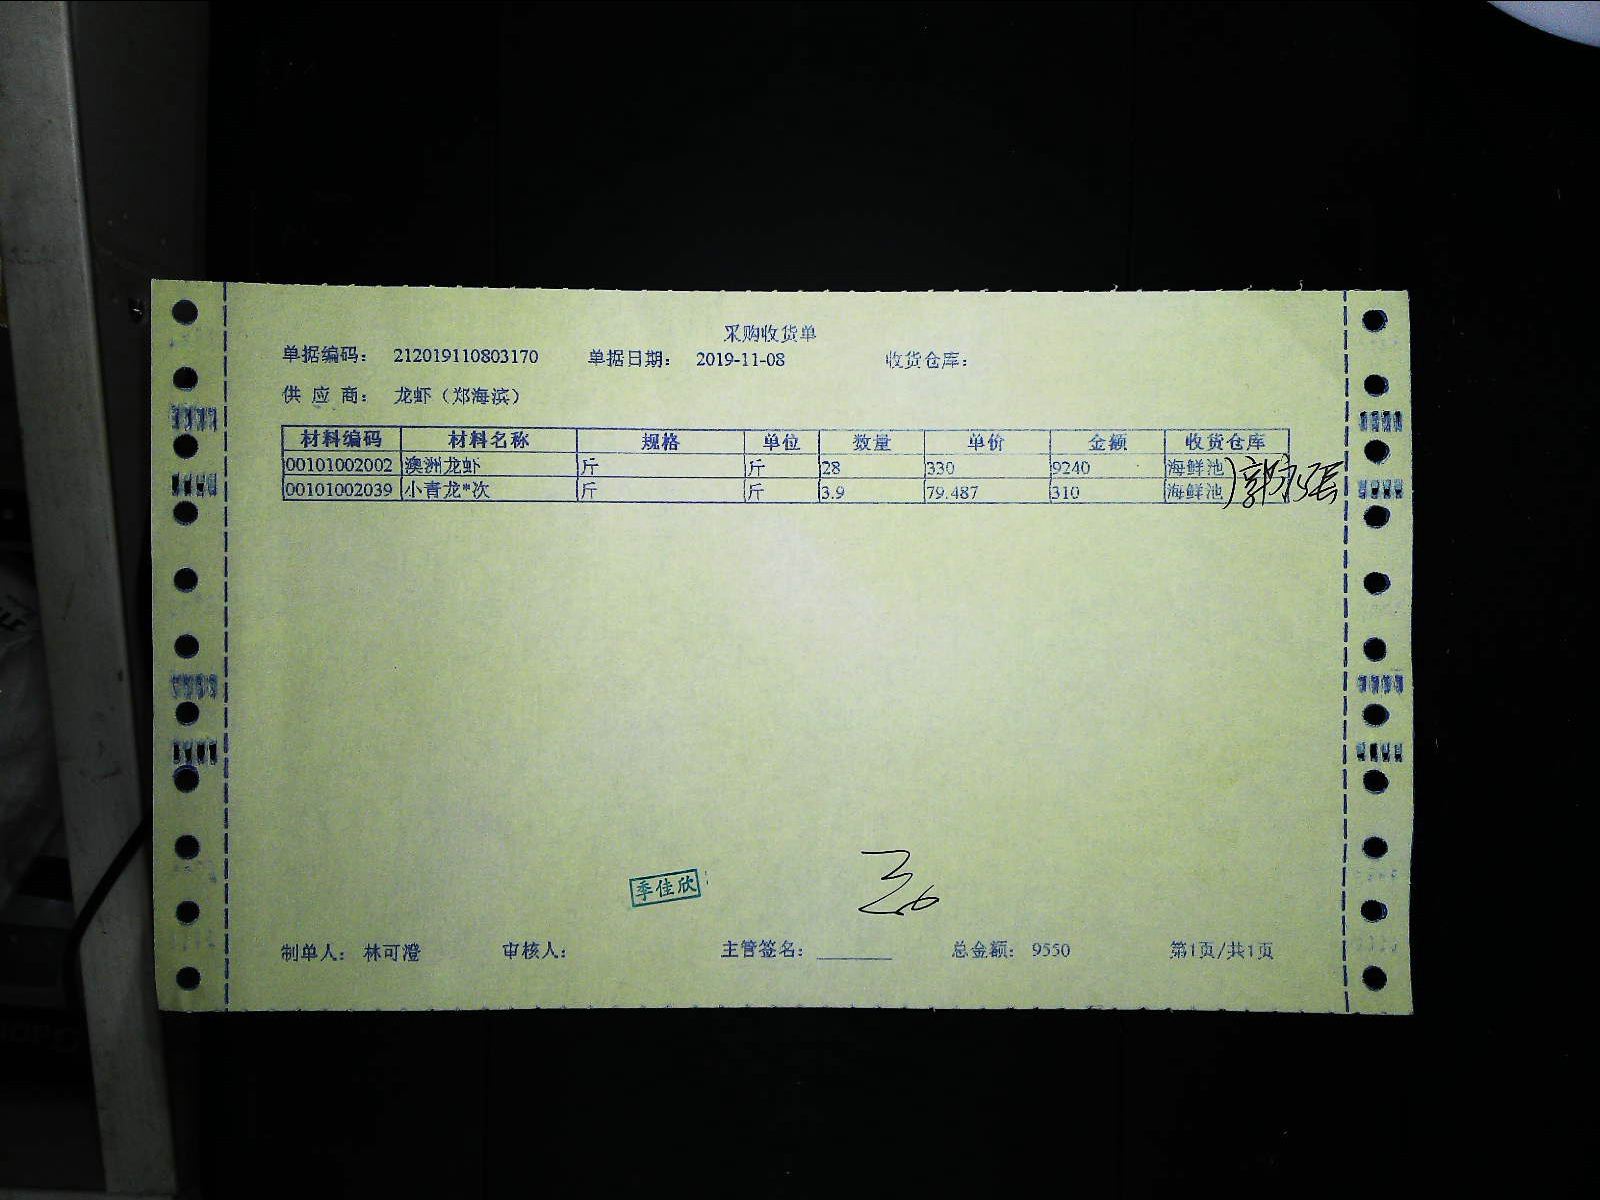 采购收货单
单据编码： 212019110803170 单据日期： 2019-11-08 收货仓库：
供 应 商： 龙虾（郑海滨）
材料编码 材料名称 规格 单位 数量 单价 金额 收货仓库
00101002002 澳洲龙虾 斤 斤 28 330 9240 海鲜池
00101002039 小青龙*次 斤 斤 3.9 79.487 310 海鲜池
季佳欣
制单人： 林可澄 审核人： 主管签名： 总金额： 9550 第1页/共1页